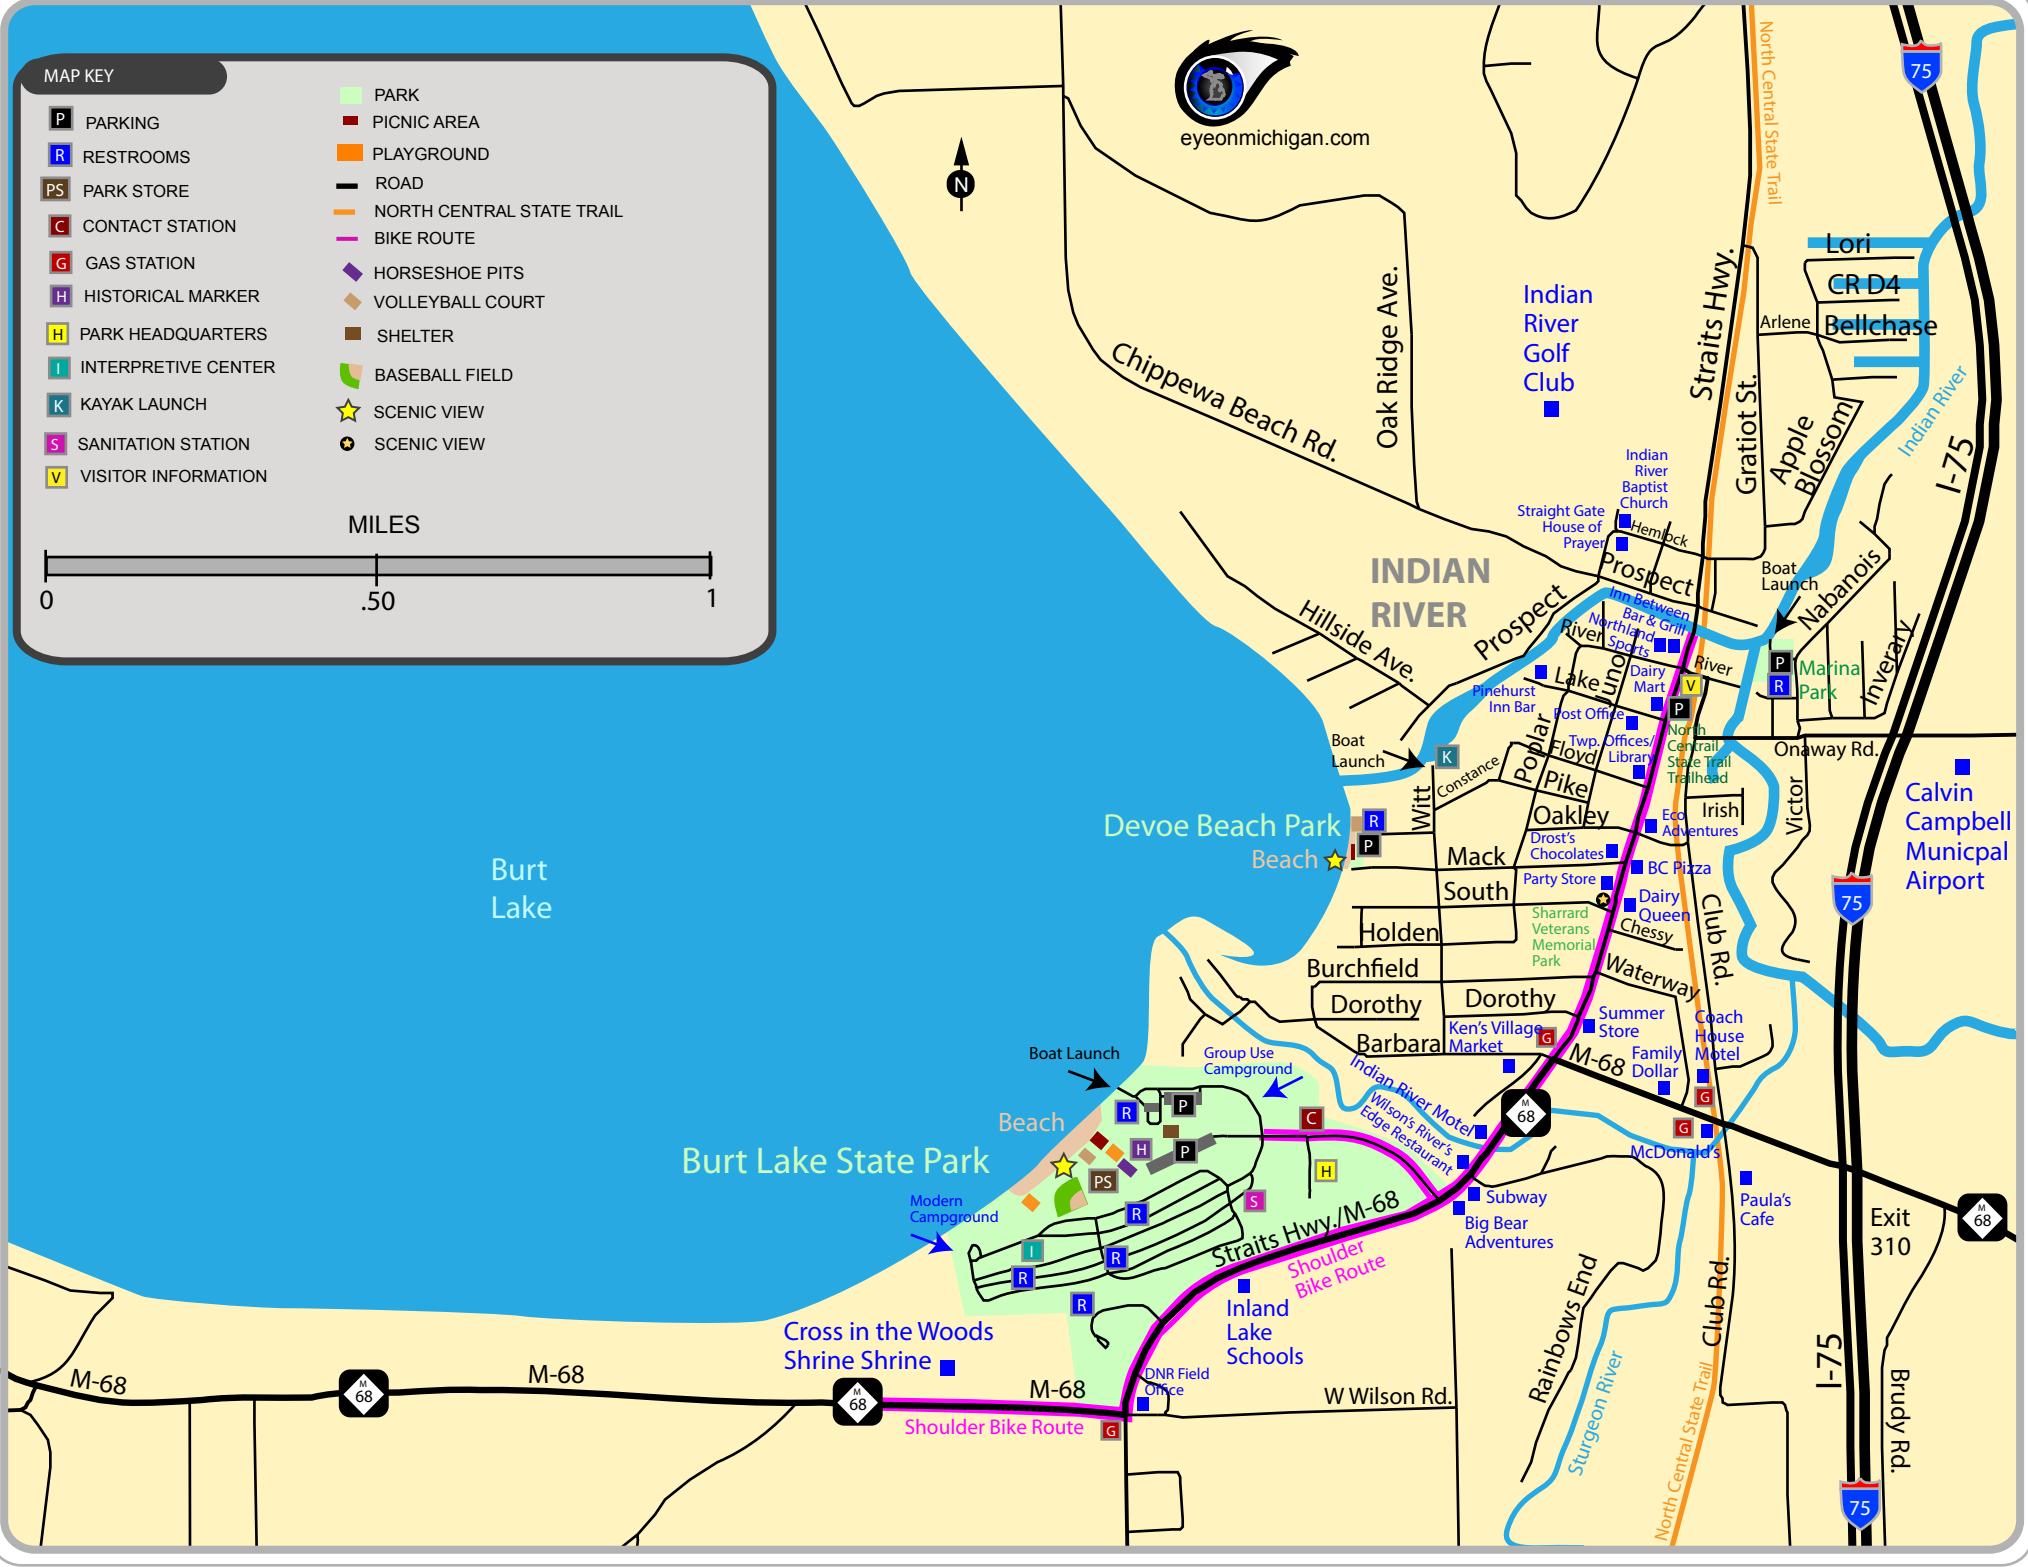 MAP KEY
P PARKING
R RESTROOMS
PS PARK STORE
C CONTACT STATION
G GAS STATION
H HISTORICAL MARKER
H PARK HEADQUARTERS
I INTERPRETIVE CENTER
K KAYAK LAUNCH
S SANITATION STATION
V VISITOR INFORMATION
PARK
PICNIC AREA
PLAYGROUND
ROAD
NORTH CENTRAL STATE TRAIL
BIKE ROUTE
HORSESHOE PITS
VOLLEYBALL COURT
SHELTER
BASEBALL FIELD
SCENIC VIEW
SCENIC VIEW
MILES
0
.50
1
N
eyeonmichigan.com
North Central State Trail
75
Lori
CR D4
Bellchase
Arlene
Straits Hwy.
Gratiot St.
Apple
Blossom
Indian River
I-75
Indian
River
Golf
Club
Oak Ridge Ave.
Chippewa Beach Rd.
Indian
River
Baptist
Church
Straight Gate
House of
Prayer
Hemlock
Prospect
INDIAN
RIVER
Prospect
Hillside Ave.
Inn Between
Bar & Grill
Northland
Sports
River
River
Boat
Launch
Nabanois
Inverary
P
R
Marina
Park
Lake
Juno
Dairy
Mart
V
P
Pinehurst
Inn Bar
Post Office
Poplar
Floyd
Twp. Offices/
Library
North
Centrail
State Trail
Trailhead
Onaway Rd.
Boat
Launch
K
Constance
Pike
Witt
Oakley
Irish
Victor
Eco
Adventures
Calvin
Campbell
Municpal
Airport
Devoe Beach Park
R
P
Beach
Drost's
Chocolates
Mack
BC Pizza
South
Party Store
Dairy
Queen
75
Sharrard
Veterans
Memorial
Park
Chessy
Club Rd.
Holden
Burt
Lake
Burchfield
Waterway
Dorothy
Dorothy
Ken's Village
Market
G
Summer
Store
Coach
House
Motel
Barbara
M-68
Family
Dollar
G
G
McDonald's
Boat Launch
Group Use
Campground
Indian River Motel
Wilson's River's
Edge Restaurant
M
68
R
P
C
Beach
H
P
H
Burt Lake State Park
PS
S
R
Modern
Campground
I
R
R
R
Straits Hwy./M-68
Shoulder
Bike Route
Subway
Big Bear
Adventures
Paula's
Cafe
Exit
310
M
68
Inland
Lake
Schools
Rainbows End
Sturgeon River
Club Rd.
North Central State Trail
I-75
Brudy Rd.
75
Cross in the Woods
Shrine Shrine
DNR Field
Office
W Wilson Rd.
M-68
M
68
M-68
M
68
M-68
Shoulder Bike Route
G